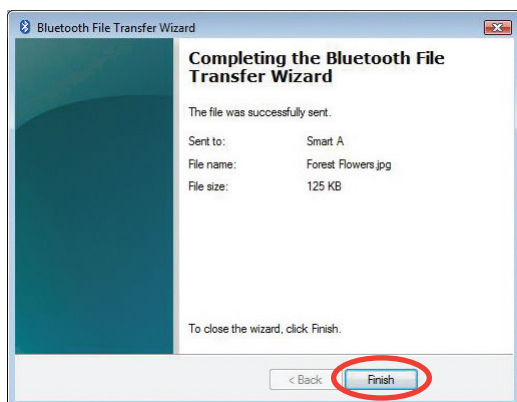 Bluetooth File Transfer Wizard
Completing the Bluetooth File
Transfer Wizard
The file was successfully sent.
Sent to: Smart A
File name: Forest Flowers.jpg
File size: 125 KB
To close the wizard, click Finish.
< Back Finish